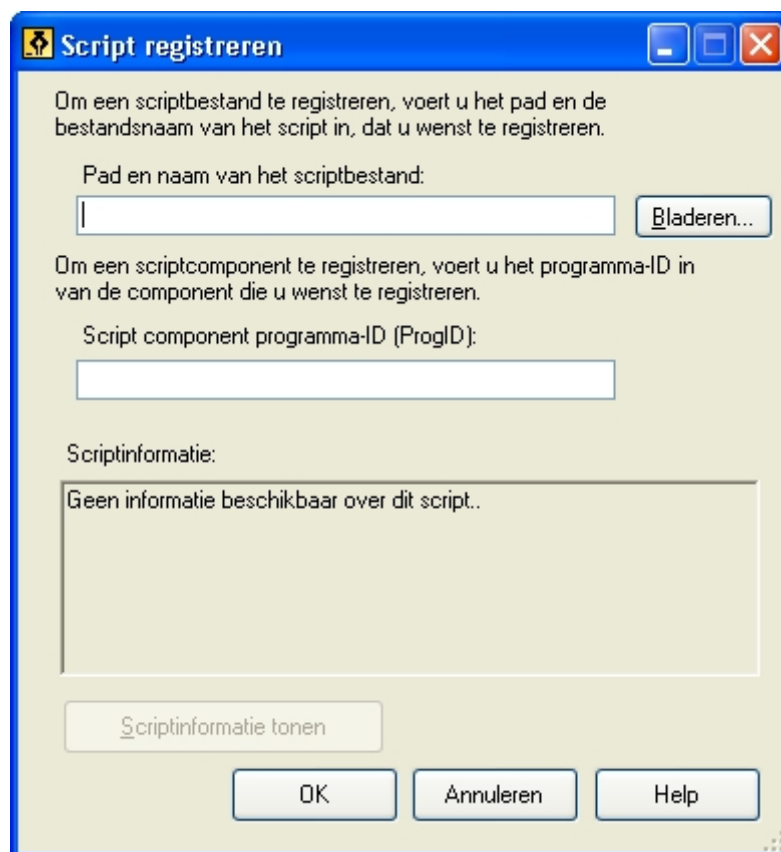 Script registreren
Om een scriptbestand te registreren, voert u het pad en de
bestandsnaam van het script in, dat u wenst te registreren.
Pad en naam van het scriptbestand:
Bladeren...
Om een scriptcomponent te registreren, voert u het programma-ID in
van de component die u wenst te registreren.
Script component programma-ID (ProgID):
Scriptinformatie:
Geen informatie beschikbaar over dit script..
Scriptinformatie tonen
OK Annuleren Help